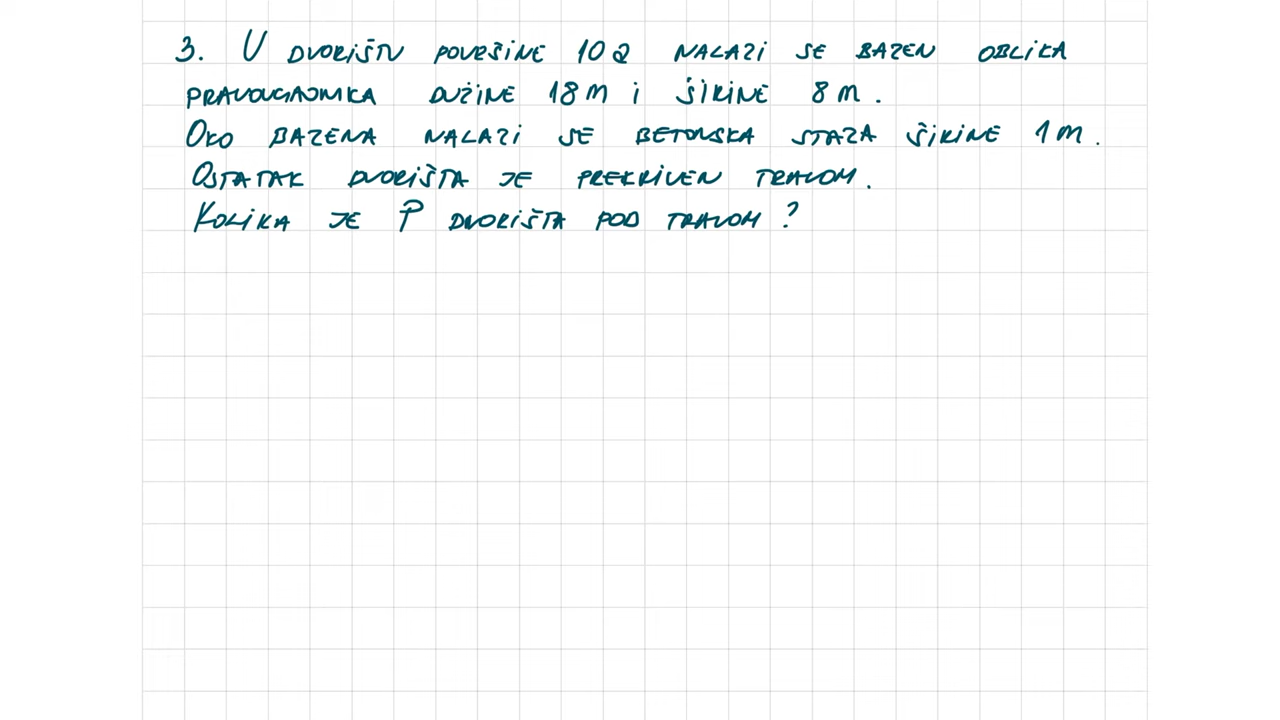 3. U DVORIŠTU POVRŠINE 10 a NALAZI SE BAZEN OBLIKA
PRAVOUGAONIKA DUŽINE 18 m i ŠIRINE 8 m.
OKO BAZENA NALAZI SE BETONSKA STAZA ŠIRINE 1 m.
OSTATAK DVORIŠTA JE PREKRIVEN TRAVOM.
KOLIKA JE P DVORIŠTA POD TRAVOM?